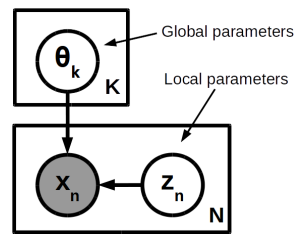 Global parameters
θk
K
Local parameters
xn
zn
N